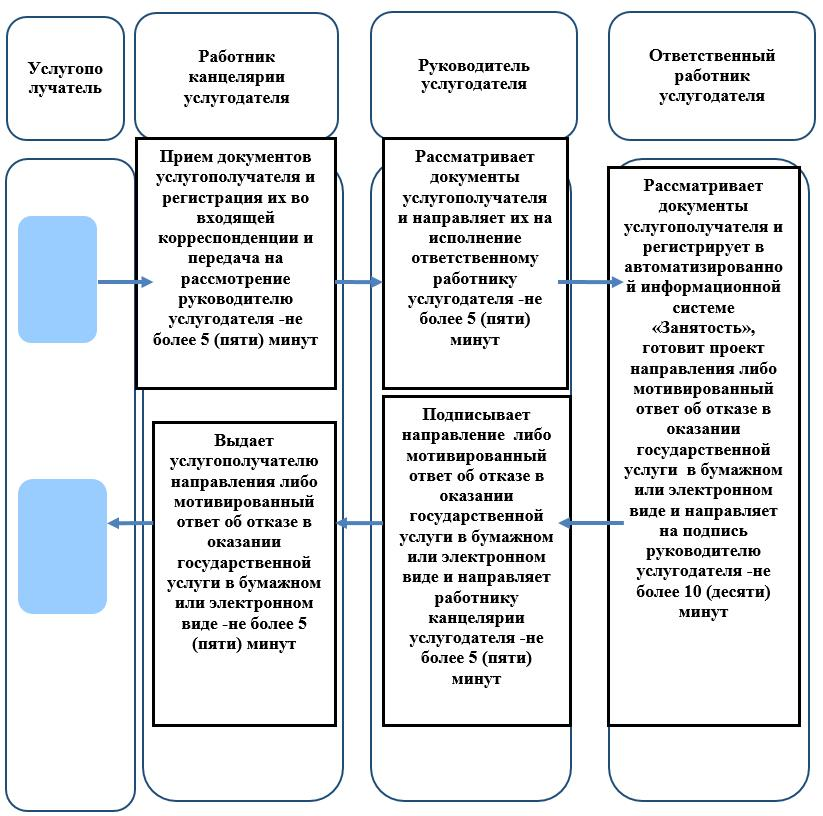 Услугопо
лучатель
Работник
канцелярии
услугодателя
Руководитель
услугодателя
Ответственный
работник
услугодателя
Прием документов
услугополучателя и
регистрация их во
входящей
корреспонденции и
передача на
рассмотрение
руководителю
услугодателя -не
более 5 (пяти) минут
Рассматривает
документы
услугополучателя
и направляет их на
исполнение
ответственному
работнику
услугодателя -не
более 5 (пяти)
минут
Рассматривает
документы
услугополучателя и
регистрирует в
автоматизированно
й информационной
системе
«Занятость»,
готовит проект
направления либо
мотивированный
ответ об отказе в
оказании
государственной
услуги в бумажном
или электронном
виде и направляет
на подпись
руководителю
услугодателя -не
более 10 (десяти)
минут
Подписывает
направление либо
мотивированный
ответ об отказе в
оказании
государственной
услуги в бумажном
или электронном
виде и направляет
работнику
канцелярии
услугодателя -не
более 5 (пяти)
минут
Выдает
услугополучателю
направления либо
мотивированный
ответ об отказе в
оказании
государственной
услуги в бумажном
или электронном
виде -не более 5
(пяти) минут